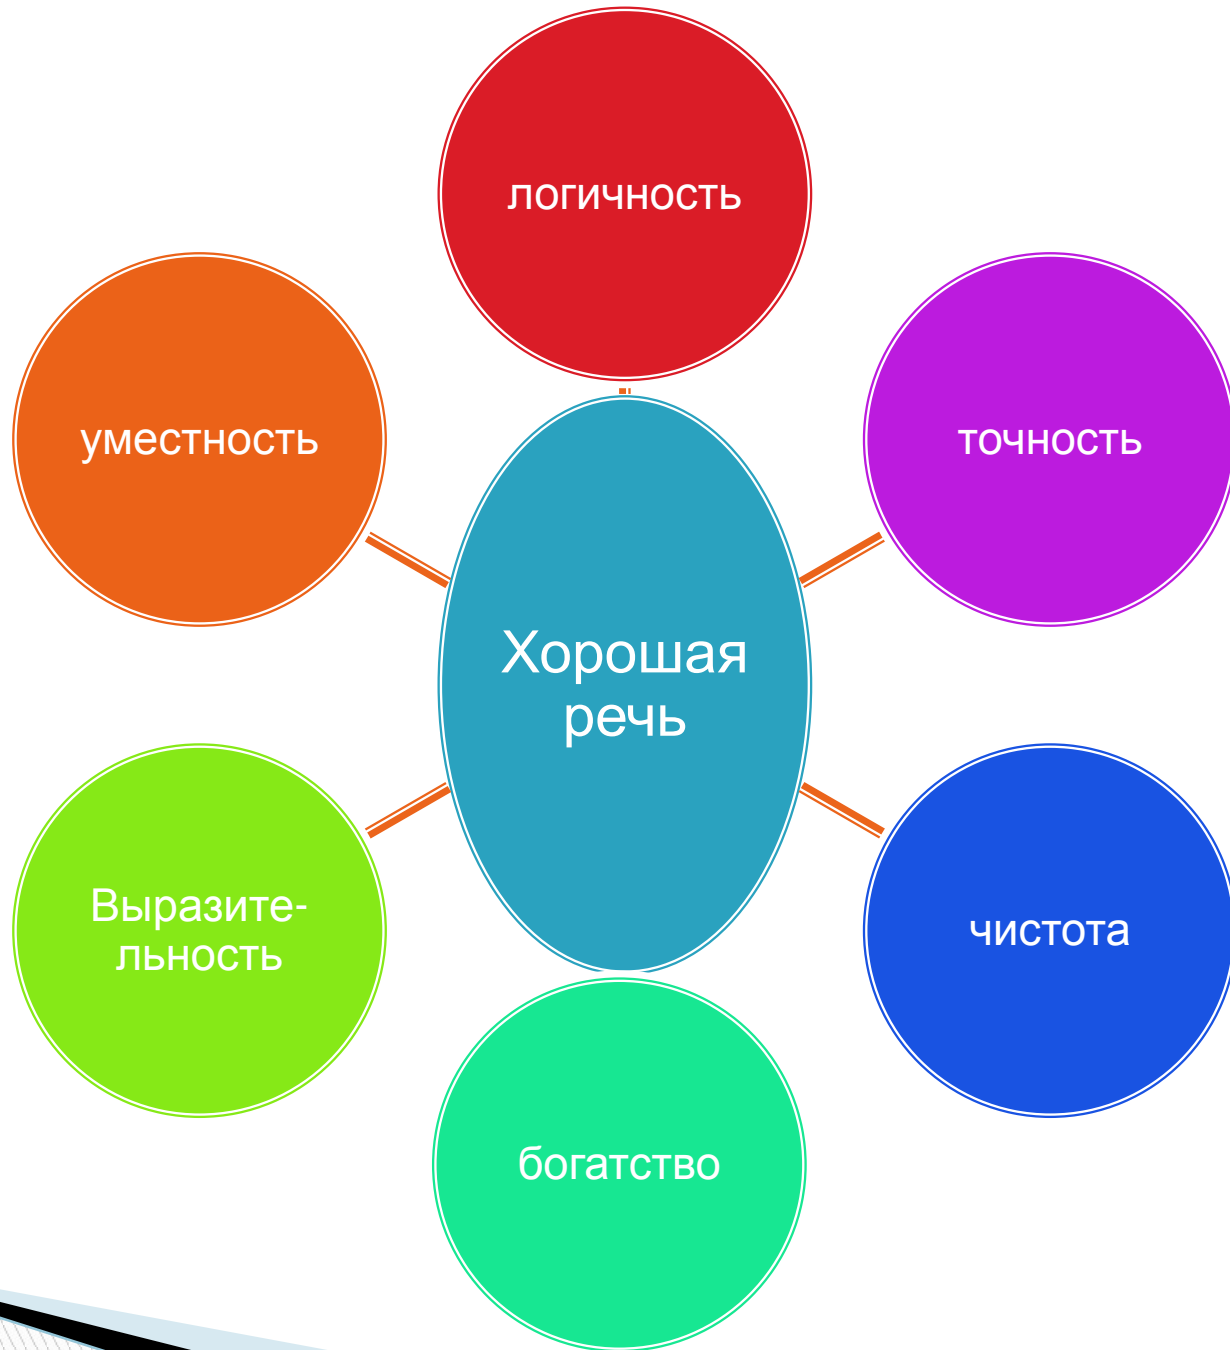 логичность
уместность
точность
Хорошая
речь
Выразите-
льность
чистота
богатство